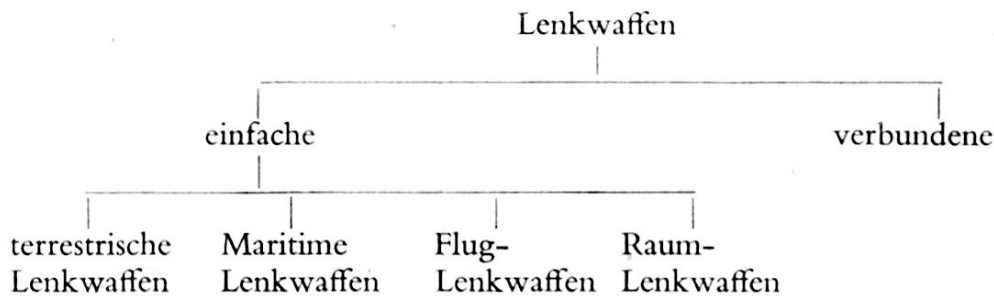 Lenkwaffen
einfache verbundene
terrestrische Maritime Flug- Raum-
Lenkwaffen Lenkwaffen Lenkwaffen Lenkwaffen